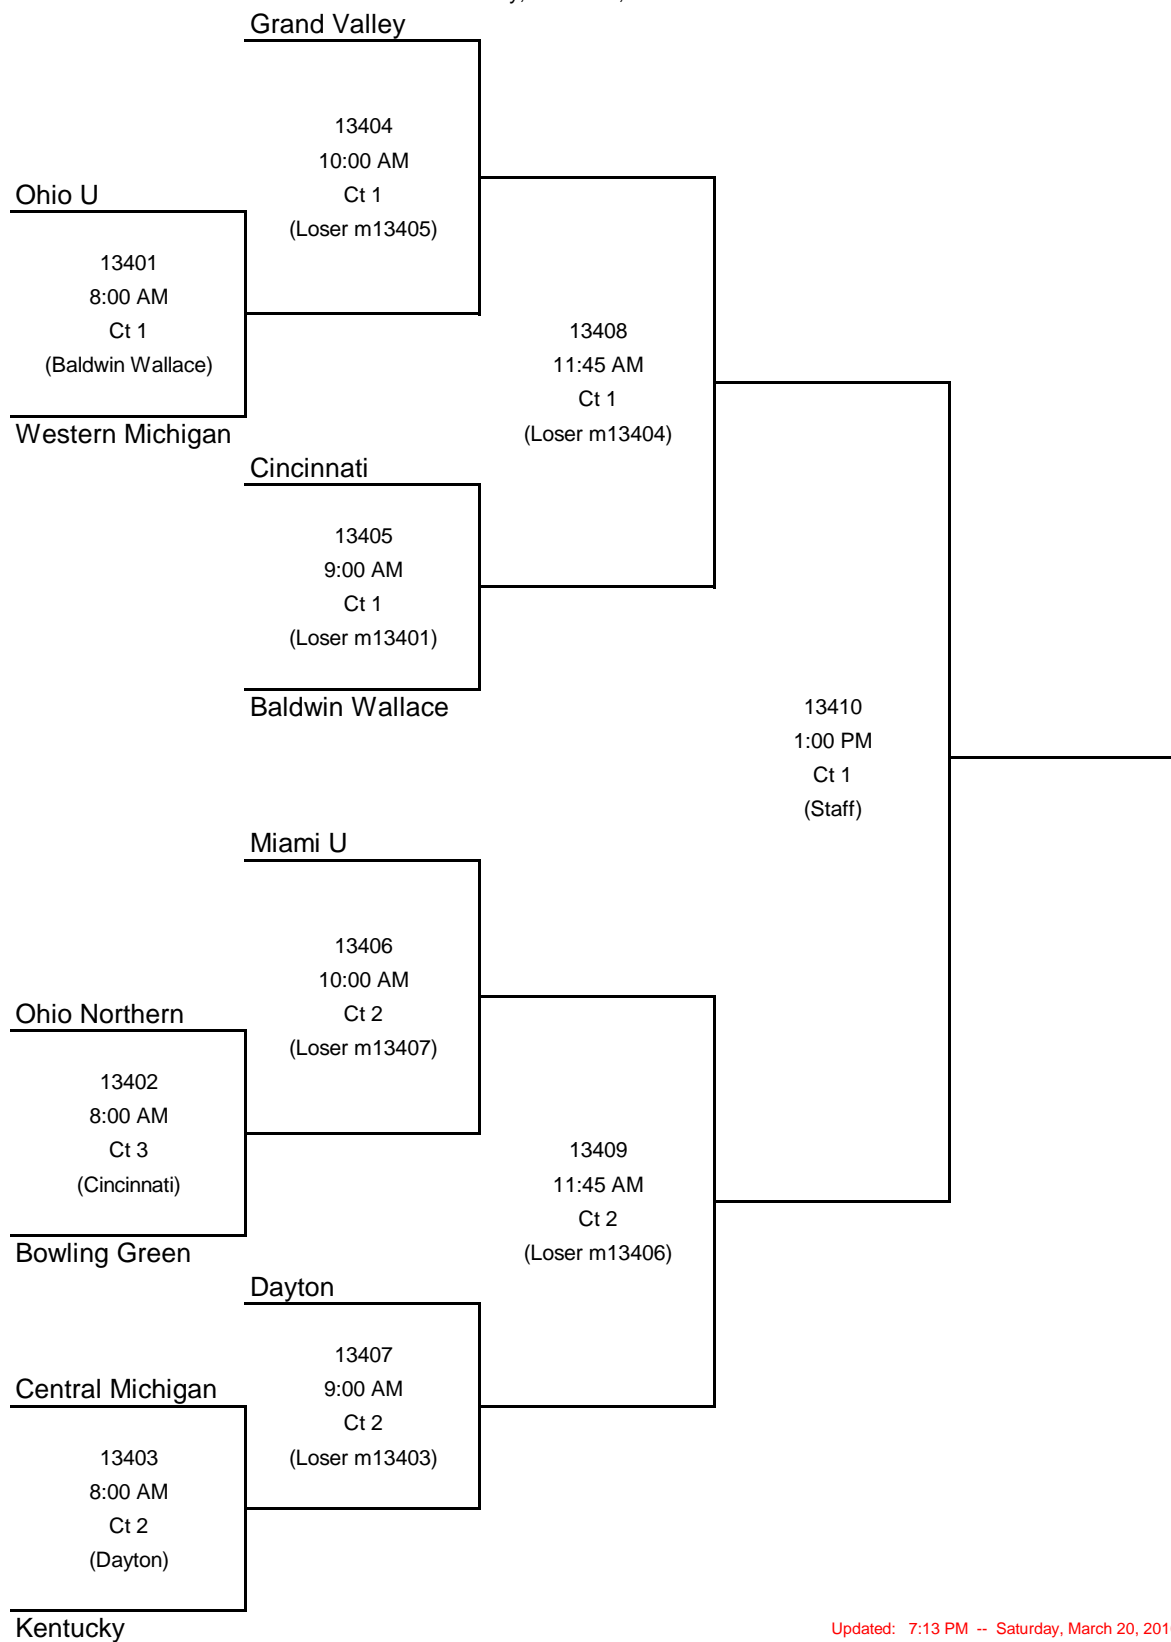 Grand Valley
13404
10:00 AM
Ct 1
(Loser m13405)
Ohio U
13401
8:00 AM
Ct 1
(Baldwin Wallace)
Western Michigan
13408
11:45 AM
Ct 1
(Loser m13404)
Cincinnati
13405
9:00 AM
Ct 1
(Loser m13401)
Baldwin Wallace
13410
1:00 PM
Ct 1
(Staff)
Miami U
13406
10:00 AM
Ct 2
(Loser m13407)
Ohio Northern
13402
8:00 AM
Ct 3
(Cincinnati)
Bowling Green
13409
11:45 AM
Ct 2
(Loser m13406)
Dayton
13407
9:00 AM
Ct 2
(Loser m13403)
Central Michigan
13403
8:00 AM
Ct 2
(Dayton)
Kentucky
Updated: 7:13 PM -- Saturday, March 20, 201